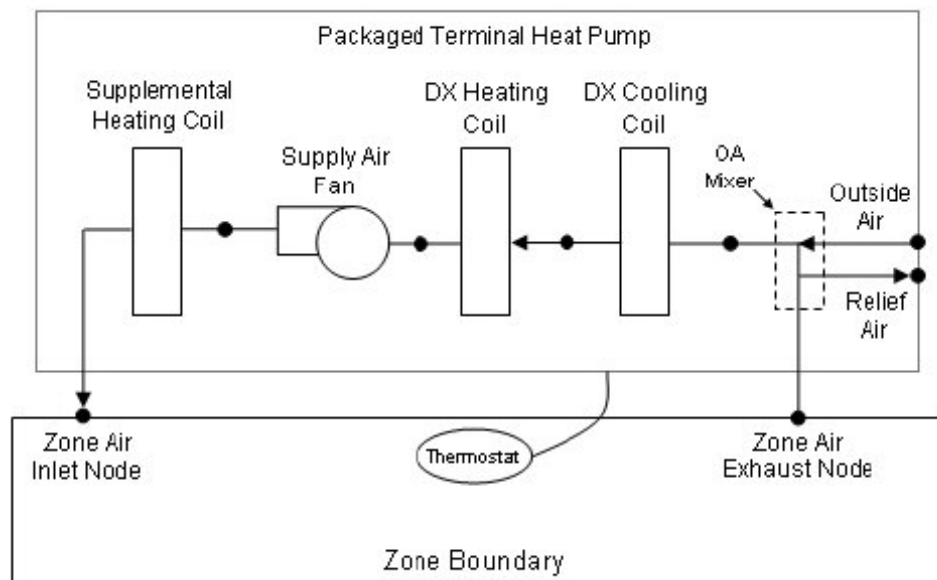 Packaged Terminal Heat Pump
Supplemental
Heating Coil
Supply Air
Fan
DX Heating
Coil
DX Cooling
Coil
OA
Mixer
Outside
Air
Relief
Air
Zone Air
Inlet Node
Thermostat
Zone Air
Exhaust Node
Zone Boundary